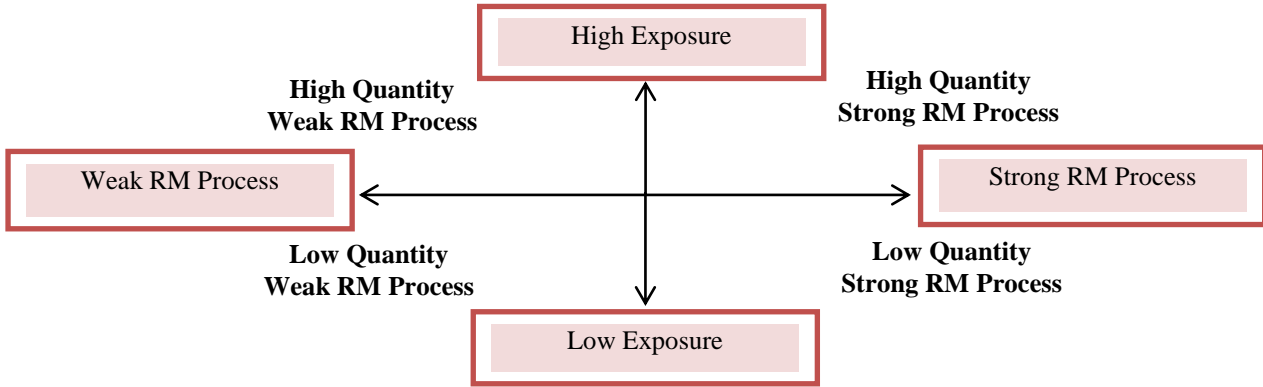 High Exposure
High Quantity
Weak RM Process
High Quantity
Strong RM Process
Weak RM Process
Strong RM Process
Low Quantity
Weak RM Process
Low Quantity
Strong RM Process
Low Exposure